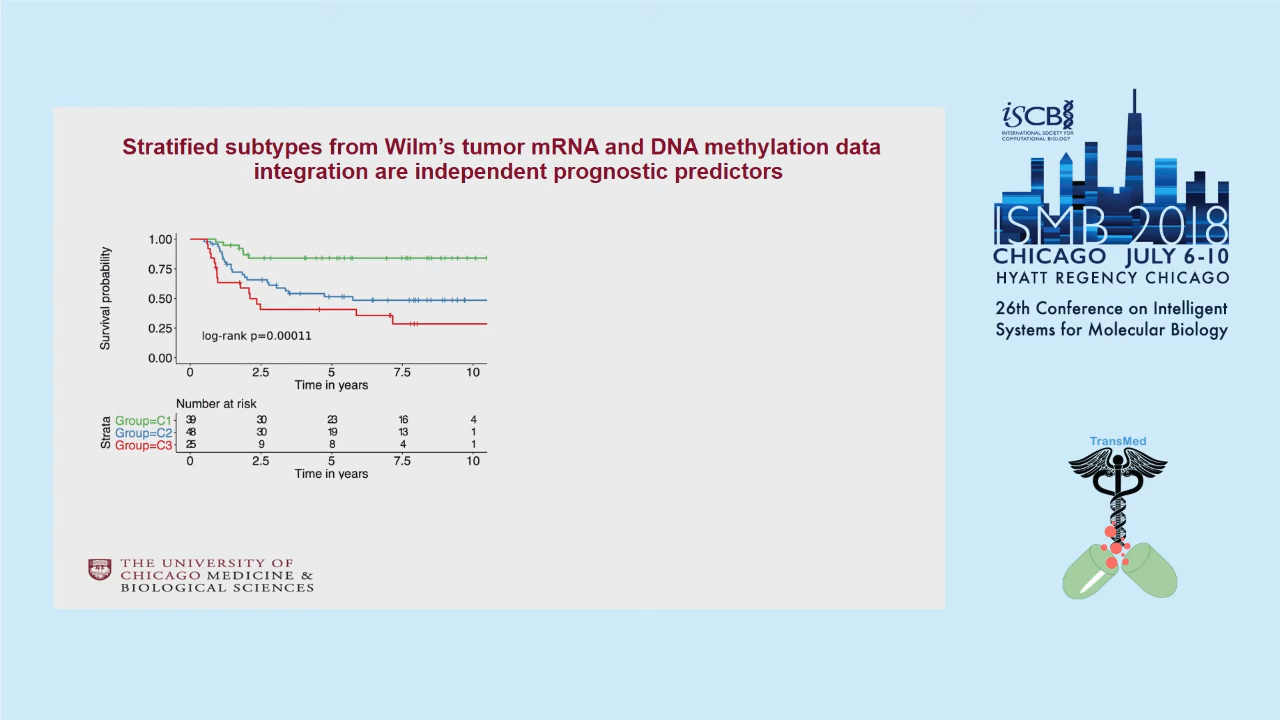 Stratified subtypes from Wilm's tumor mRNA and DNA methylation data
integration are independent prognostic predictors
Survival probability
1.00
0.75
0.50
0.25
0.00
log-rank p=0.00011
0 2.5 5 7.5 10
Time in years
Number at risk
Strata
Group=C1 39 30 23 16 4
Group=C2 48 30 19 13 1
Group=C3 25 9 8 4 1
0 2.5 5 7.5 10
Time in years
THE UNIVERSITY OF
CHICAGO MEDICINE &
BIOLOGICAL SCIENCES
iSCB
INTERNATIONAL SOCIETY FOR
COMPUTATIONAL BIOLOGY
ISMB 2018
CHICAGO JULY 6-10
HYATT REGENCY CHICAGO
26th Conference on Intelligent
Systems for Molecular Biology
TransMed